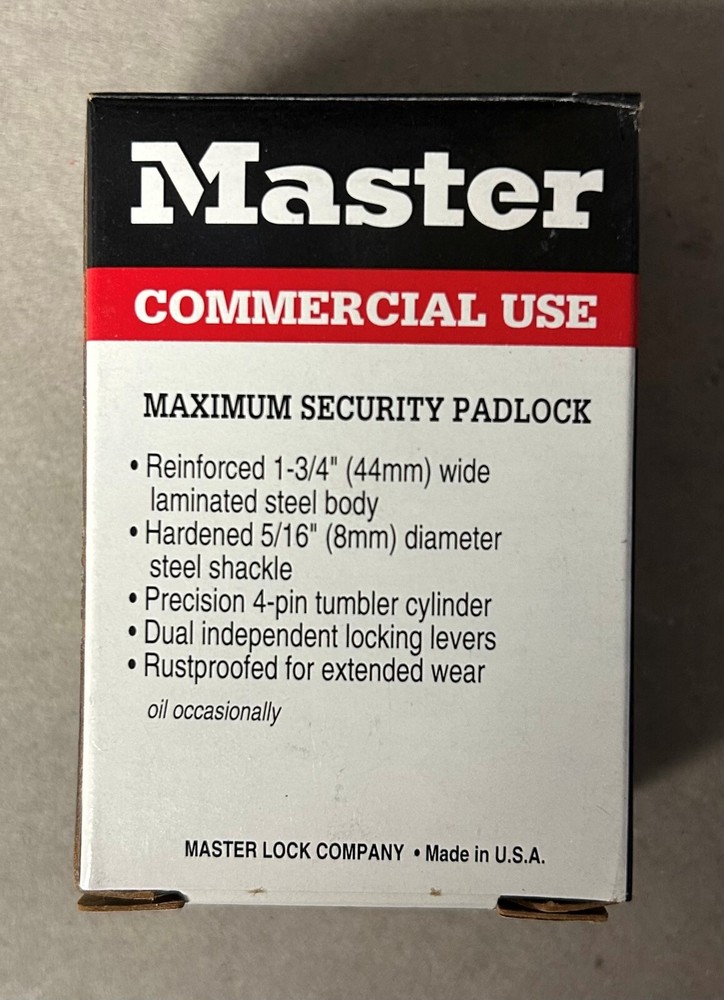 Master
COMMERCIAL USE
MAXIMUM SECURITY PADLOCK
• Reinforced 1-3/4" (44mm) wide
laminated steel body
• Hardened 5/16" (8mm) diameter
steel shackle
• Precision 4-pin tumbler cylinder
• Dual independent locking levers
• Rustproofed for extended wear
oil occasionally
MASTER LOCK COMPANY • Made in U.S.A.